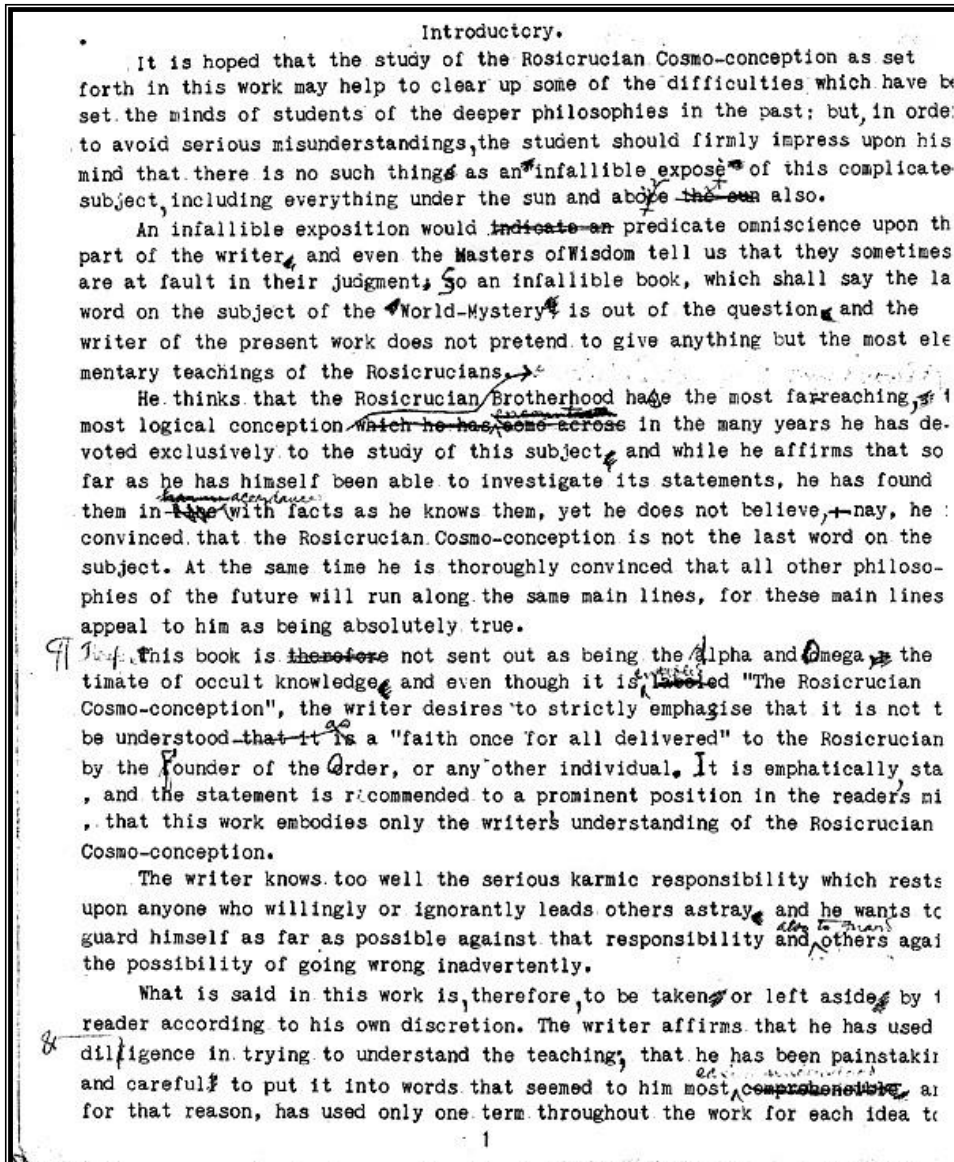 Introductory.
It is hoped that the study of the Rosicrucian Cosmo-conception as set
forth in this work may help to clear up some of the difficulties which have be
set the minds of students of the deeper philosophies in the past; but, in orde
to avoid serious misunderstandings, the student should firmly impress upon his
mind that there is no such thing as an infallible exposè of this complicate
subject, including everything under the sun and above the sun also.
An infallible exposition would indicate an predicate omniscience upon th
part of the writer, and even the Masters ofWisdom tell us that they sometimes
are at fault in their judgment; So an infallible book, which shall say the la
word on the subject of the "World-Mystery" is out of the question, and the
writer of the present work does not pretend to give anything but the most ele
mentary teachings of the Rosicrucians.
He thinks that the Rosicrucian Brotherhood have the most far-reaching,
encountered
most logical conception which he has come across in the many years he has de-
voted exclusively to the study of this subject, and while he affirms that so
far as he has himself been able to investigate its statements, he has found
accordance
them in line with facts as he knows them, yet he does not believe, nay, he
convinced, that the Rosicrucian Cosmo-conception is not the last word on the
subject. At the same time he is thoroughly convinced that all other philoso-
phies of the future will run along the same main lines, for these main lines
appeal to him as being absolutely true.
¶ This book is therefore not sent out as being the Alpha and Omega, the
timate of occult knowledge, and even though it is "The Rosicrucian
Cosmo-conception", the writer desires to strictly emphasise that it is not t
as
be understood that it is a "faith once for all delivered" to the Rosicrucian
by the Founder of the Order, or any other individual. It is emphatically sta
, and the statement is recommended to a prominent position in the reader's mi
, that this work embodies only the writer's understanding of the Rosicrucian
Cosmo-conception.
The writer knows too well the serious karmic responsibility which rests
upon anyone who willingly or ignorantly leads others astray, and he wants to
also to guard
guard himself as far as possible against that responsibility and others agai
the possibility of going wrong inadvertently.
What is said in this work is, therefore, to be taken or left aside, by t
reader according to his own discretion. The writer affirms that he has used
diligence in trying to understand the teaching; that he has been painstakin
easily understood
and careful to put it into words that seemed to him most comprehensible, an
for that reason, has used only one term throughout the work for each idea to
1